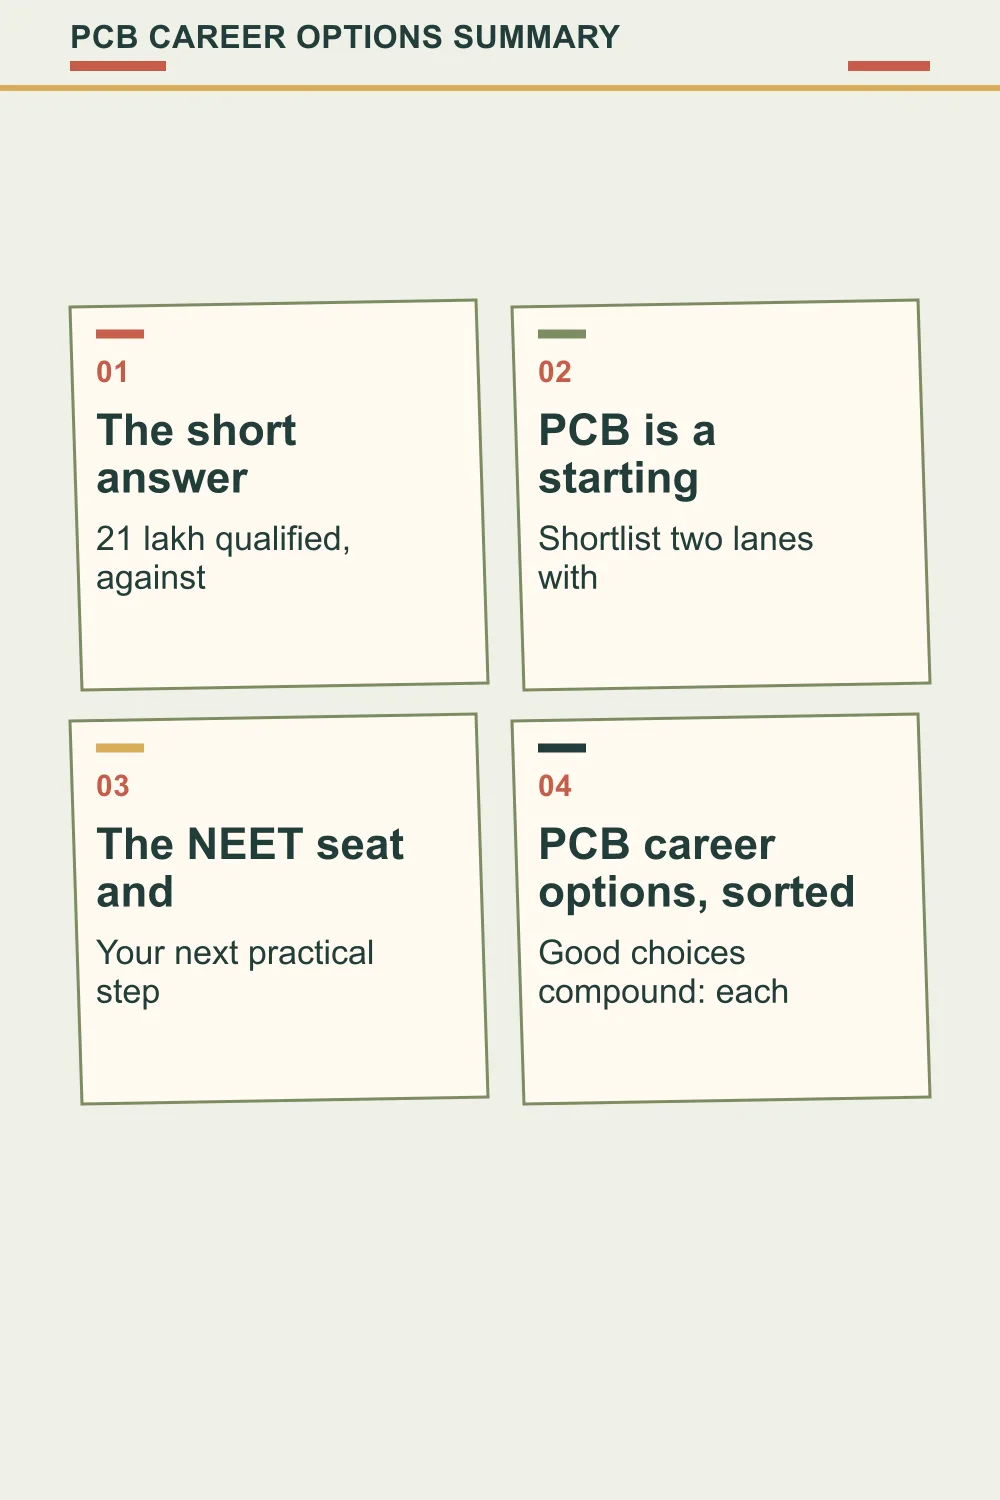 PCB CAREER OPTIONS SUMMARY
01
The short
answer
21 lakh qualified,
against
02
PCB is a
starting
Shortlist two lanes
with
03
The NEET seat
and
Your next practical
step
04
PCB career
options, sorted
Good choices
compound: each